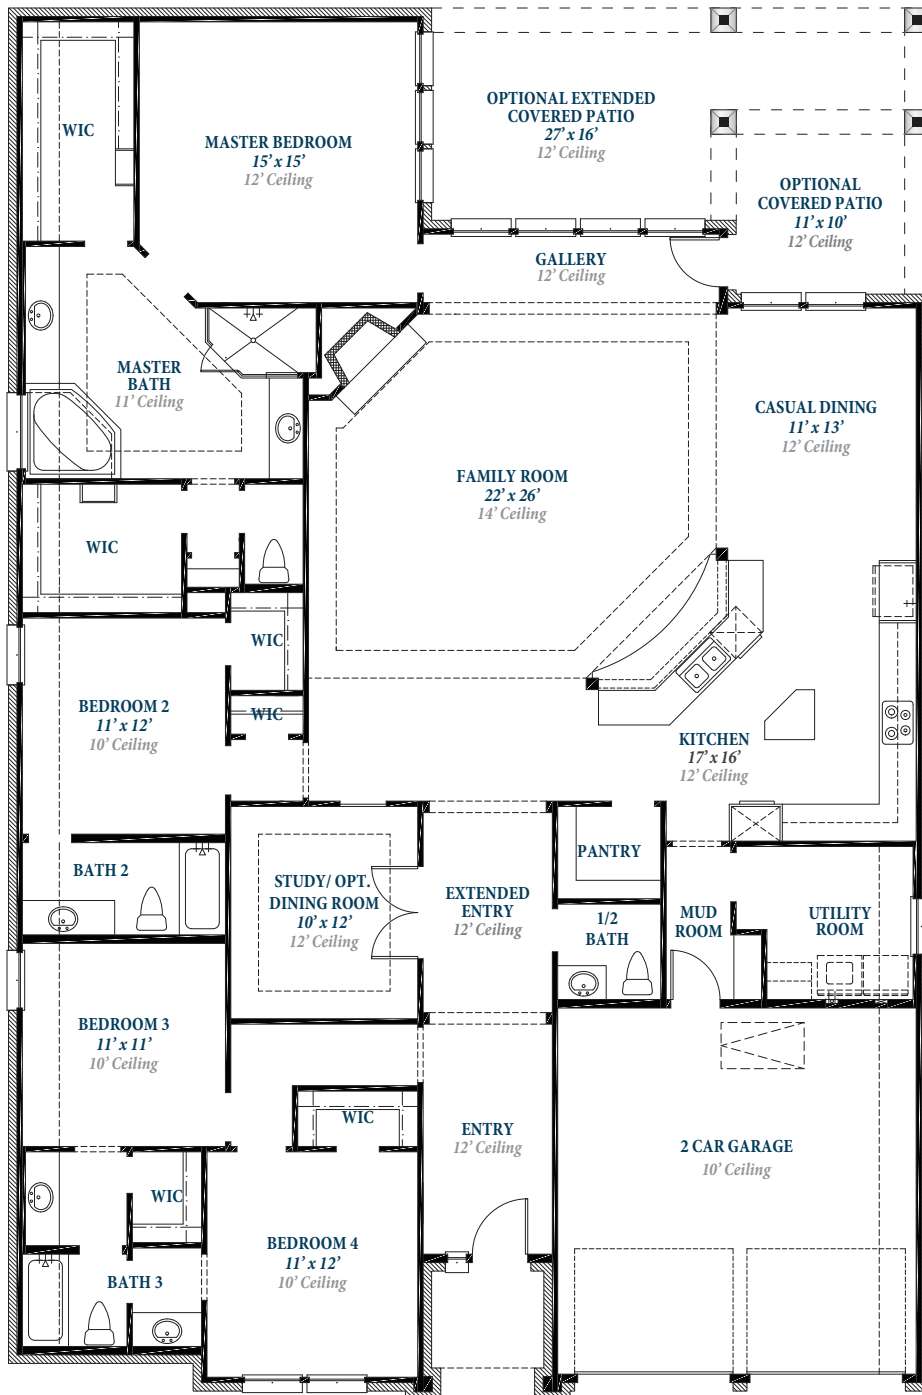 WIC
MASTER BEDROOM
15’ x 15’
12’ Ceiling
OPTIONAL EXTENDED
COVERED PATIO
27’ x 16’
12’ Ceiling
OPTIONAL
COVERED PATIO
11’ x 10’
12’ Ceiling
GALLERY
12’ Ceiling
MASTER
BATH
11’ Ceiling
CASUAL DINING
11’ x 13’
12’ Ceiling
FAMILY ROOM
22’ x 26’
14’ Ceiling
WIC
WIC
BEDROOM 2
11’ x 12’
10’ Ceiling
WIC
KITCHEN
17’ x 16’
12’ Ceiling
BATH 2
STUDY/ OPT.
DINING ROOM
10’ x 12’
12’ Ceiling
EXTENDED
ENTRY
12’ Ceiling
PANTRY
1/2
BATH
MUD
ROOM
UTILITY
ROOM
BEDROOM 3
11’ x 11’
10’ Ceiling
WIC
ENTRY
12’ Ceiling
2 CAR GARAGE
10’ Ceiling
WIC
BATH 3
BEDROOM 4
11’ x 12’
10’ Ceiling